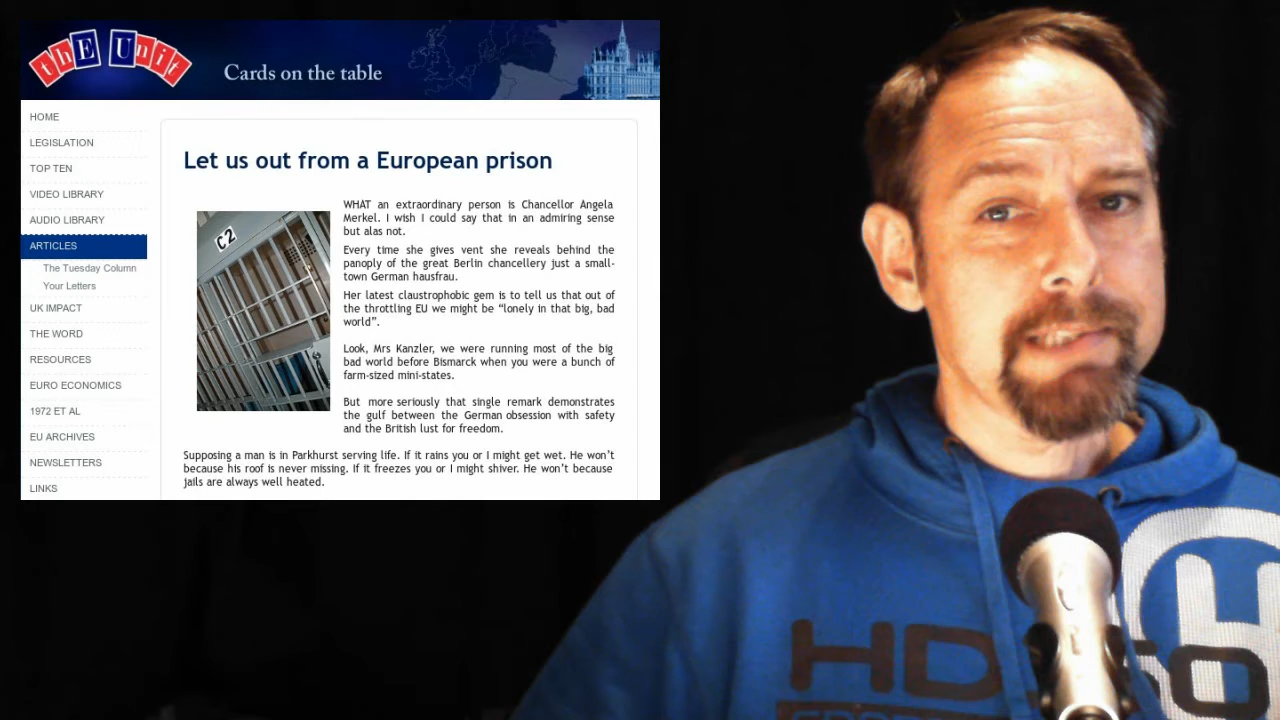 thE Unit
Cards on the table
HOME
LEGISLATION
TOP TEN
VIDEO LIBRARY
AUDIO LIBRARY
ARTICLES
The Tuesday Column
Your Letters
UK IMPACT
THE WORD
RESOURCES
EURO ECONOMICS
1972 ET AL
EU ARCHIVES
NEWSLETTERS
LINKS
Let us out from a European prison
C2
WHAT an extraordinary person is Chancellor Angela
Merkel. I wish I could say that in an admiring sense
but alas not.
Every time she gives vent she reveals behind the
panoply of the great Berlin chancellery just a small-
town German hausfrau.
Her latest claustrophobic gem is to tell us that out of
the throttling EU we might be “lonely in that big, bad
world”.
Look, Mrs Kanzler, we were running most of the big
bad world before Bismarck when you were a bunch of
farm-sized mini-states.
But more seriously that single remark demonstrates
the gulf between the German obsession with safety
and the British lust for freedom.
Supposing a man is in Parkhurst serving life. If it rains you or I might get wet. He won’t
because his roof is never missing. If it freezes you or I might shiver. He won’t because
jails are always well heated.
HD